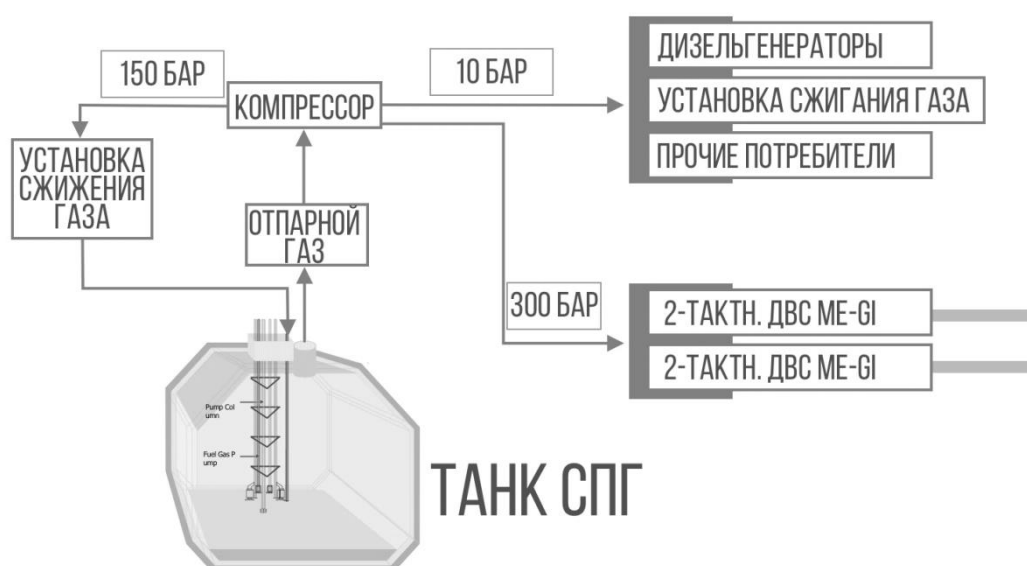 150 БАР
10 БАР
КОМПРЕССОР
ДИЗЕЛЬГЕНЕРАТОРЫ
УСТАНОВКА СЖИГАНИЯ ГАЗА
ПРОЧИЕ ПОТРЕБИТЕЛИ
УСТАНОВКА
СЖИЖЕНИЯ
ГАЗА
ОТПАРНОЙ
ГАЗ
300 БАР
2-ТАКТН. ДВС ME-GI
2-ТАКТН. ДВС ME-GI
Pump Col
umn
Fuel Gas P
ump
ТАНК СПГ